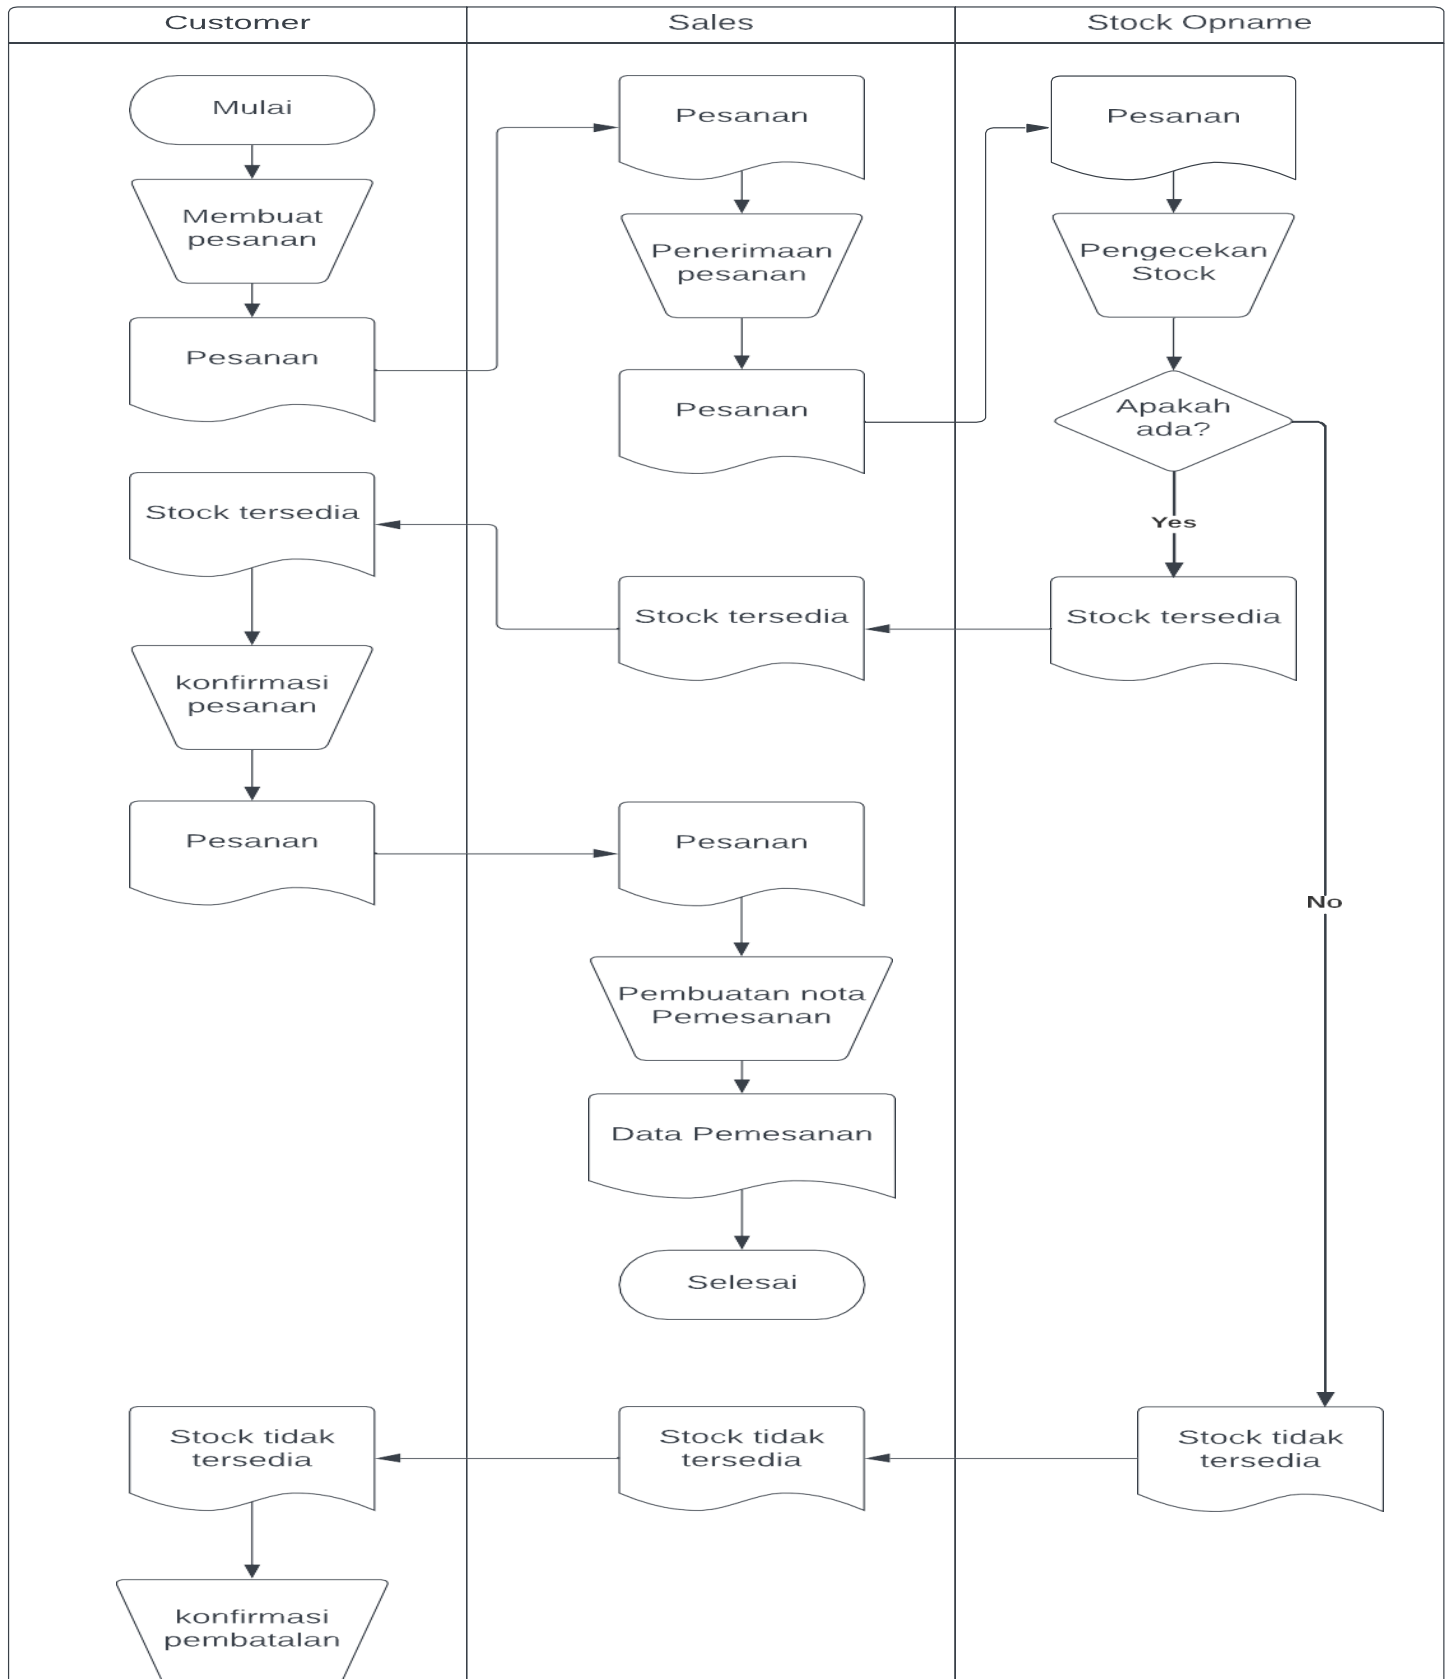 Customer
Sales
Stock Opname
Mulai
Membuat
pesanan
Pesanan
Pesanan
Penerimaan
pesanan
Pesanan
Pesanan
Pengecekan
Stock
Apakah
ada?
Yes
No
Stock tersedia
Stock tersedia
Stock tersedia
konfirmasi
pesanan
Pesanan
Pesanan
Pembuatan nota
Pemesanan
Data Pemesanan
Selesai
Stock tidak
tersedia
Stock tidak
tersedia
Stock tidak
tersedia
konfirmasi
pembatalan